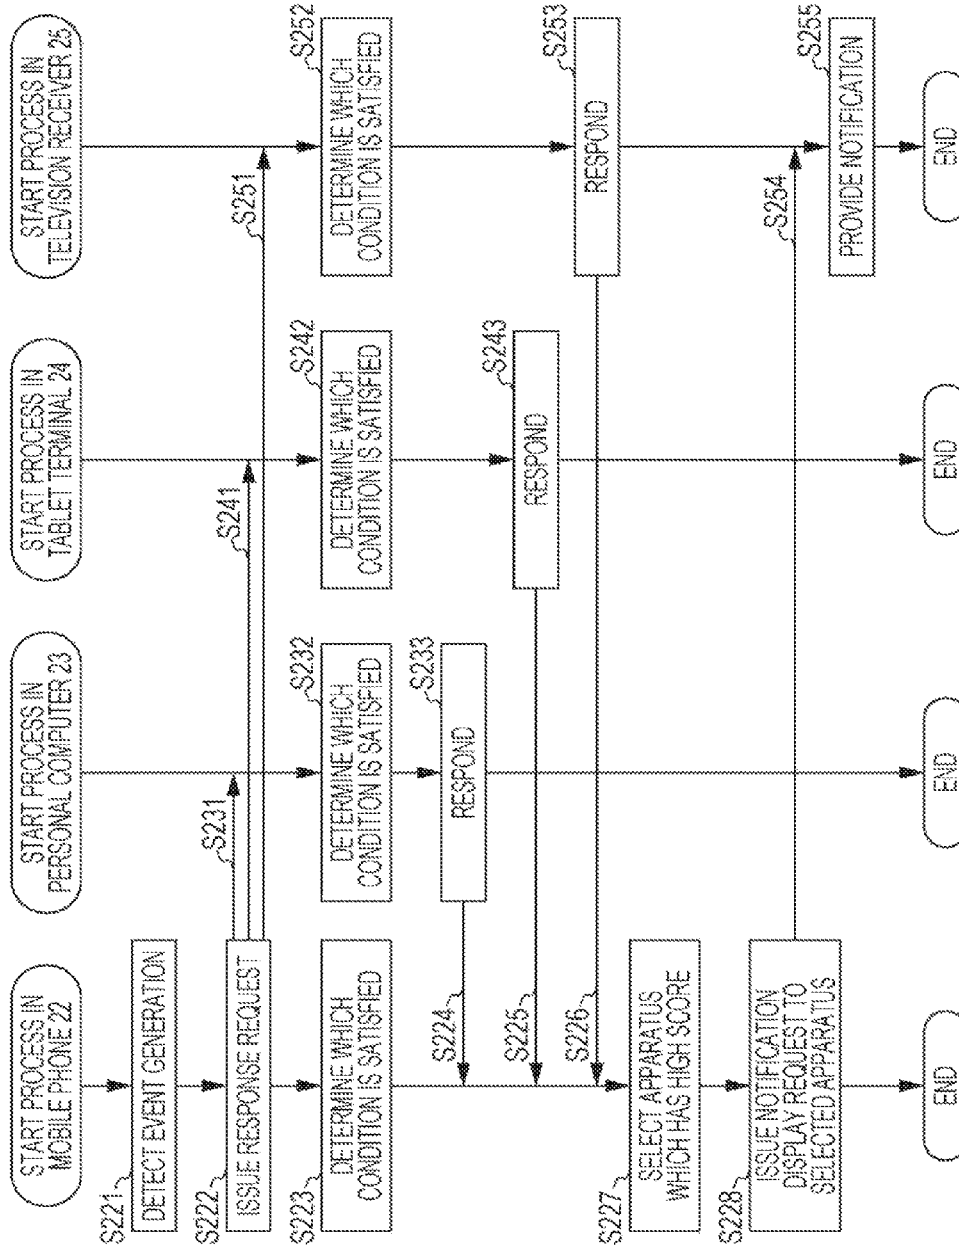 START PROCESS IN
MOBILE PHONE 22
START PROCESS IN
PERSONAL COMPUTER 23
START PROCESS IN
TABLET TERMINAL 24
START PROCESS IN
TELEVISION RECEIVER 25
S221
DETECT EVENT GENERATION
S222
ISSUE RESPONSE REQUEST
S231
S241
S251
S223
DETERMINE WHICH
CONDITION IS SATISFIED
S232
DETERMINE WHICH
CONDITION IS SATISFIED
S242
DETERMINE WHICH
CONDITION IS SATISFIED
S252
DETERMINE WHICH
CONDITION IS SATISFIED
S224
S233
RESPOND
S225
S243
RESPOND
S226
S253
RESPOND
S227
SELECT APPARATUS
WHICH HAS HIGH SCORE
S228
ISSUE NOTIFICATION
DISPLAY REQUEST TO
SELECTED APPARATUS
S254
S255
PROVIDE NOTIFICATION
END
END
END
END